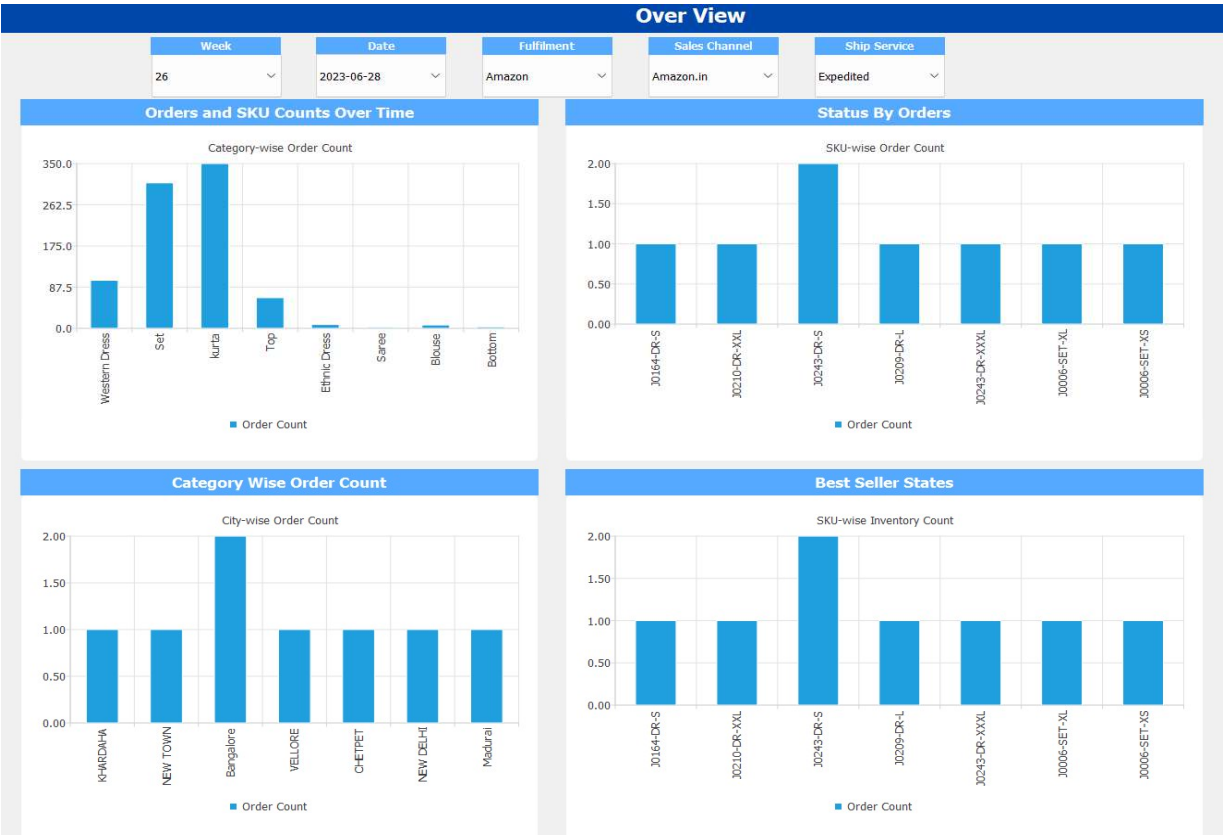 Over View
Week Date Fulfilment Sales Channel Ship Service
26 2023-06-28 Amazon Amazon.in Expedited
Orders and SKU Counts Over Time
Category-wise Order Count
350.0
262.5
175.0
87.5
0.0
Western Dress Set kurta Top Ethnic Dress Saree Blouse Bottom
Order Count
Status By Orders
SKU-wise Order Count
2.00
1.50
1.00
0.50
0.00
J0164-DR-S J0210-DR-XXL J0243-DR-S J0209-DR-L J0243-DR-XXXL J0006-SET-XL J0006-SET-XS
Order Count
Category Wise Order Count
City-wise Order Count
2.00
1.50
1.00
0.50
0.00
KHARDAHA NEW TOWN Bangalore VELLORE CHETPET NEW DELHI Madurai
Order Count
Best Seller States
SKU-wise Inventory Count
2.00
1.50
1.00
0.50
0.00
J0164-DR-S J0210-DR-XXL J0243-DR-S J0209-DR-L J0243-DR-XXXL J0006-SET-XL J0006-SET-XS
Order Count